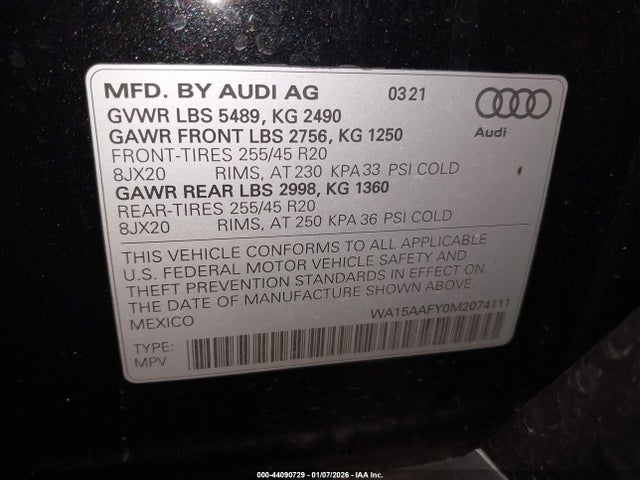 MFD. BY AUDI AG 0321
GVWR LBS 5489, KG 2490
GAWR FRONT LBS 2756, KG 1250
Audi
FRONT-TIRES 255/45 R20
8JX20 RIMS, AT 230 KPA 33 PSI COLD
GAWR REAR LBS 2998, KG 1360
REAR-TIRES 255/45 R20
8JX20 RIMS, AT 250 KPA 36 PSI COLD
THIS VEHICLE CONFORMS TO ALL APPLICABLE
U.S. FEDERAL MOTOR VEHICLE SAFETY AND
THEFT PREVENTION STANDARDS IN EFFECT ON
THE DATE OF MANUFACTURE SHOWN ABOVE.
MEXICO
WA15AAFY0M2074111
TYPE:
MPV
000-44090729 - 01/07/2026 - IAA Inc.